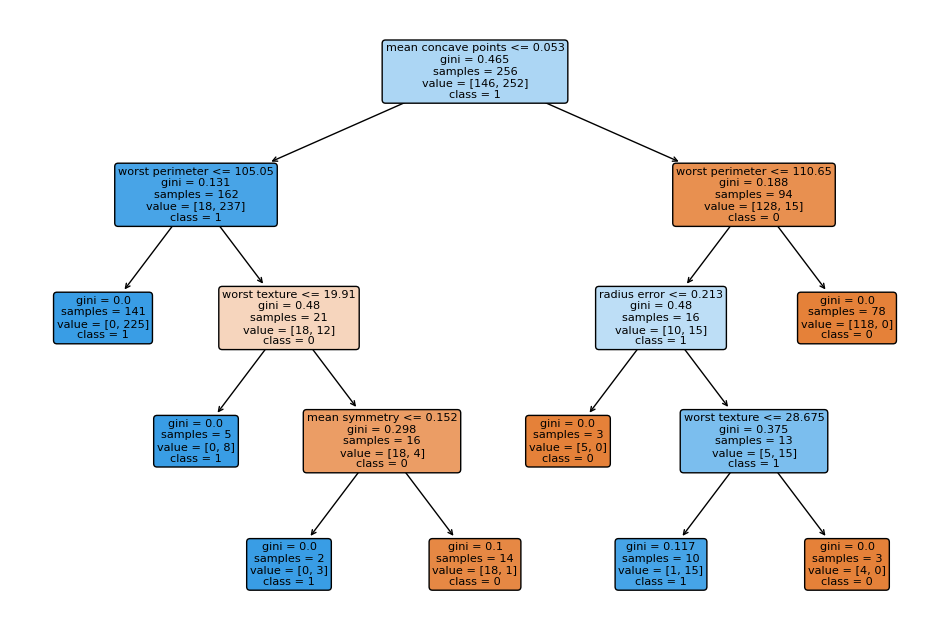 mean concave points <= 0.053
gini = 0.465
samples = 256
value = [146, 252]
class = 1
worst perimeter <= 105.05
gini = 0.131
samples = 162
value = [18, 237]
class = 1
worst perimeter <= 110.65
gini = 0.188
samples = 94
value = [128, 15]
class = 0
gini = 0.0
samples = 141
value = [0, 225]
class = 1
worst texture <= 19.91
gini = 0.48
samples = 21
value = [18, 12]
class = 0
radius error <= 0.213
gini = 0.48
samples = 16
value = [10, 15]
class = 1
gini = 0.0
samples = 78
value = [118, 0]
class = 0
gini = 0.0
samples = 5
value = [0, 8]
class = 1
mean symmetry <= 0.152
gini = 0.298
samples = 16
value = [18, 4]
class = 0
gini = 0.0
samples = 3
value = [5, 0]
class = 0
worst texture <= 28.675
gini = 0.375
samples = 13
value = [5, 15]
class = 1
gini = 0.0
samples = 2
value = [0, 3]
class = 1
gini = 0.1
samples = 14
value = [18, 1]
class = 0
gini = 0.117
samples = 10
value = [1, 15]
class = 1
gini = 0.0
samples = 3
value = [4, 0]
class = 0